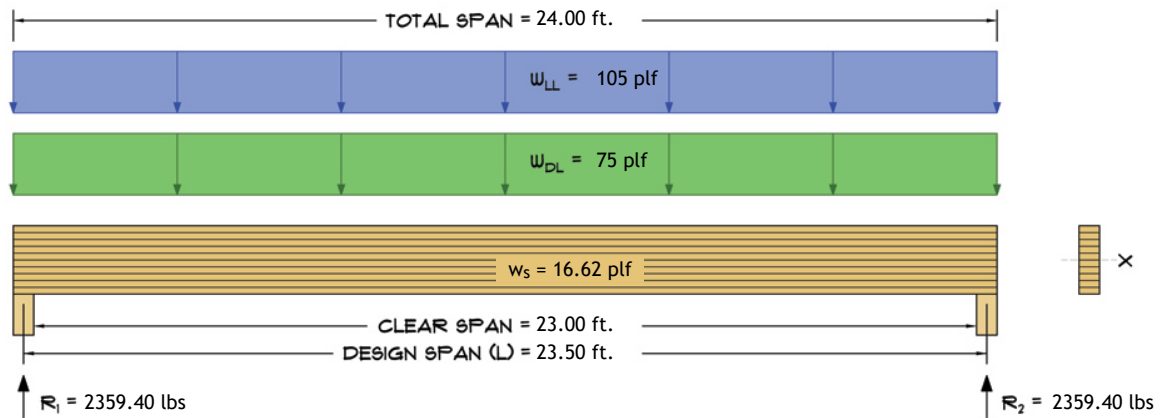 TOTAL SPAN = 24.00 ft.
wLL = 105 plf
wDL = 75 plf
ws = 16.62 plf
X
CLEAR SPAN = 23.00 ft.
DESIGN SPAN (L) = 23.50 ft.
R1 = 2359.40 lbs
R2 = 2359.40 lbs